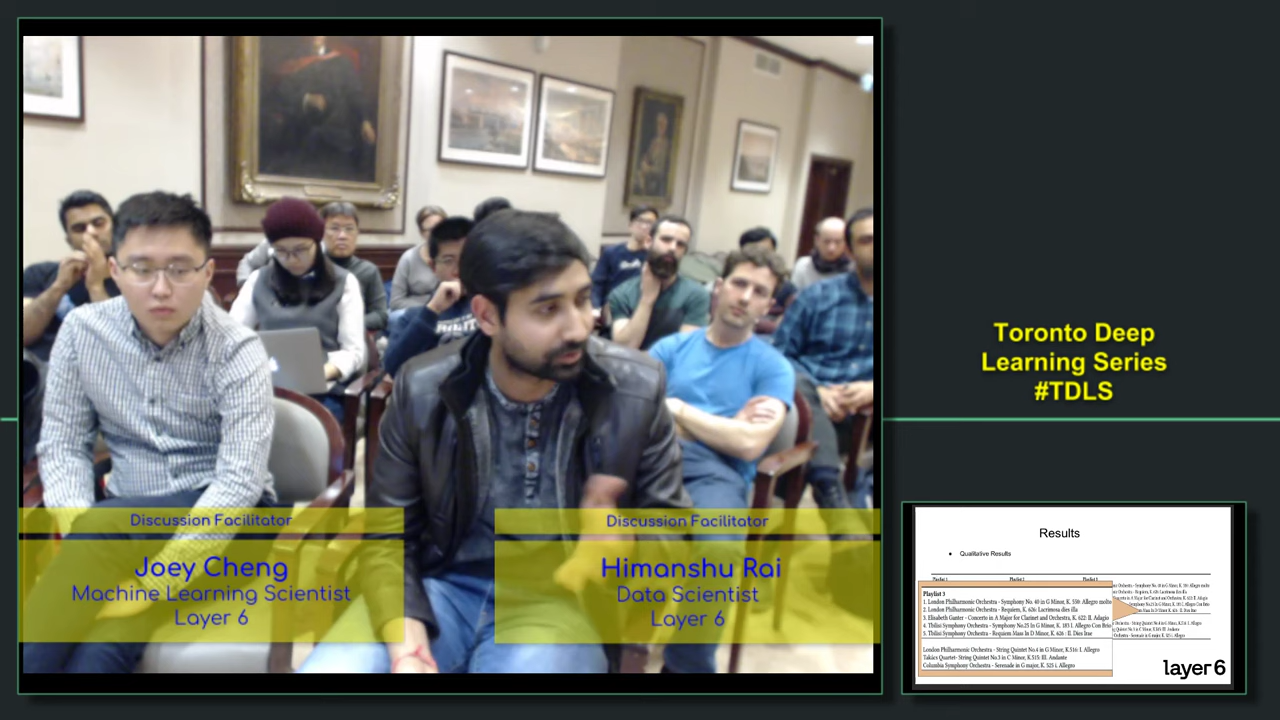 Discussion Facilitator
Joey Cheng
Machine Learning Scientist
Layer 6
Discussion Facilitator
Himanshu Rai
Data Scientist
Layer 6
Toronto Deep
Learning Series
#TDLS
Results
• Qualitative Results
Playlist 3
1. London Philharmonic Orchestra - Symphony No. 40 in G Minor, K. 550: Allegro molto
2. London Philharmonic Orchestra - Requiem, K. 626: Lacrimosa dies illa
3. Elisabeth Ganter - Concerto in A Major for Clarinet and Orchestra, K. 622: II. Adagio
4. Tbilisi Symphony Orchestra - Symphony No.25 In G Minor, K. 183 I. Allegro Con Brio
5. Tbilisi Symphony Orchestra - Requiem Mass In D Minor K. 626 : II. Dies Irae
London Philharmonic Orchestra - String Quintet No.4 in G Minor, K.516: I. Allegro
Takács Quartet- String Quintet No.3 in C Minor, K.515: III. Andante
Columbia Symphony Orchestra - Serenade in G major, K. 525 i. Allegro
layer 6